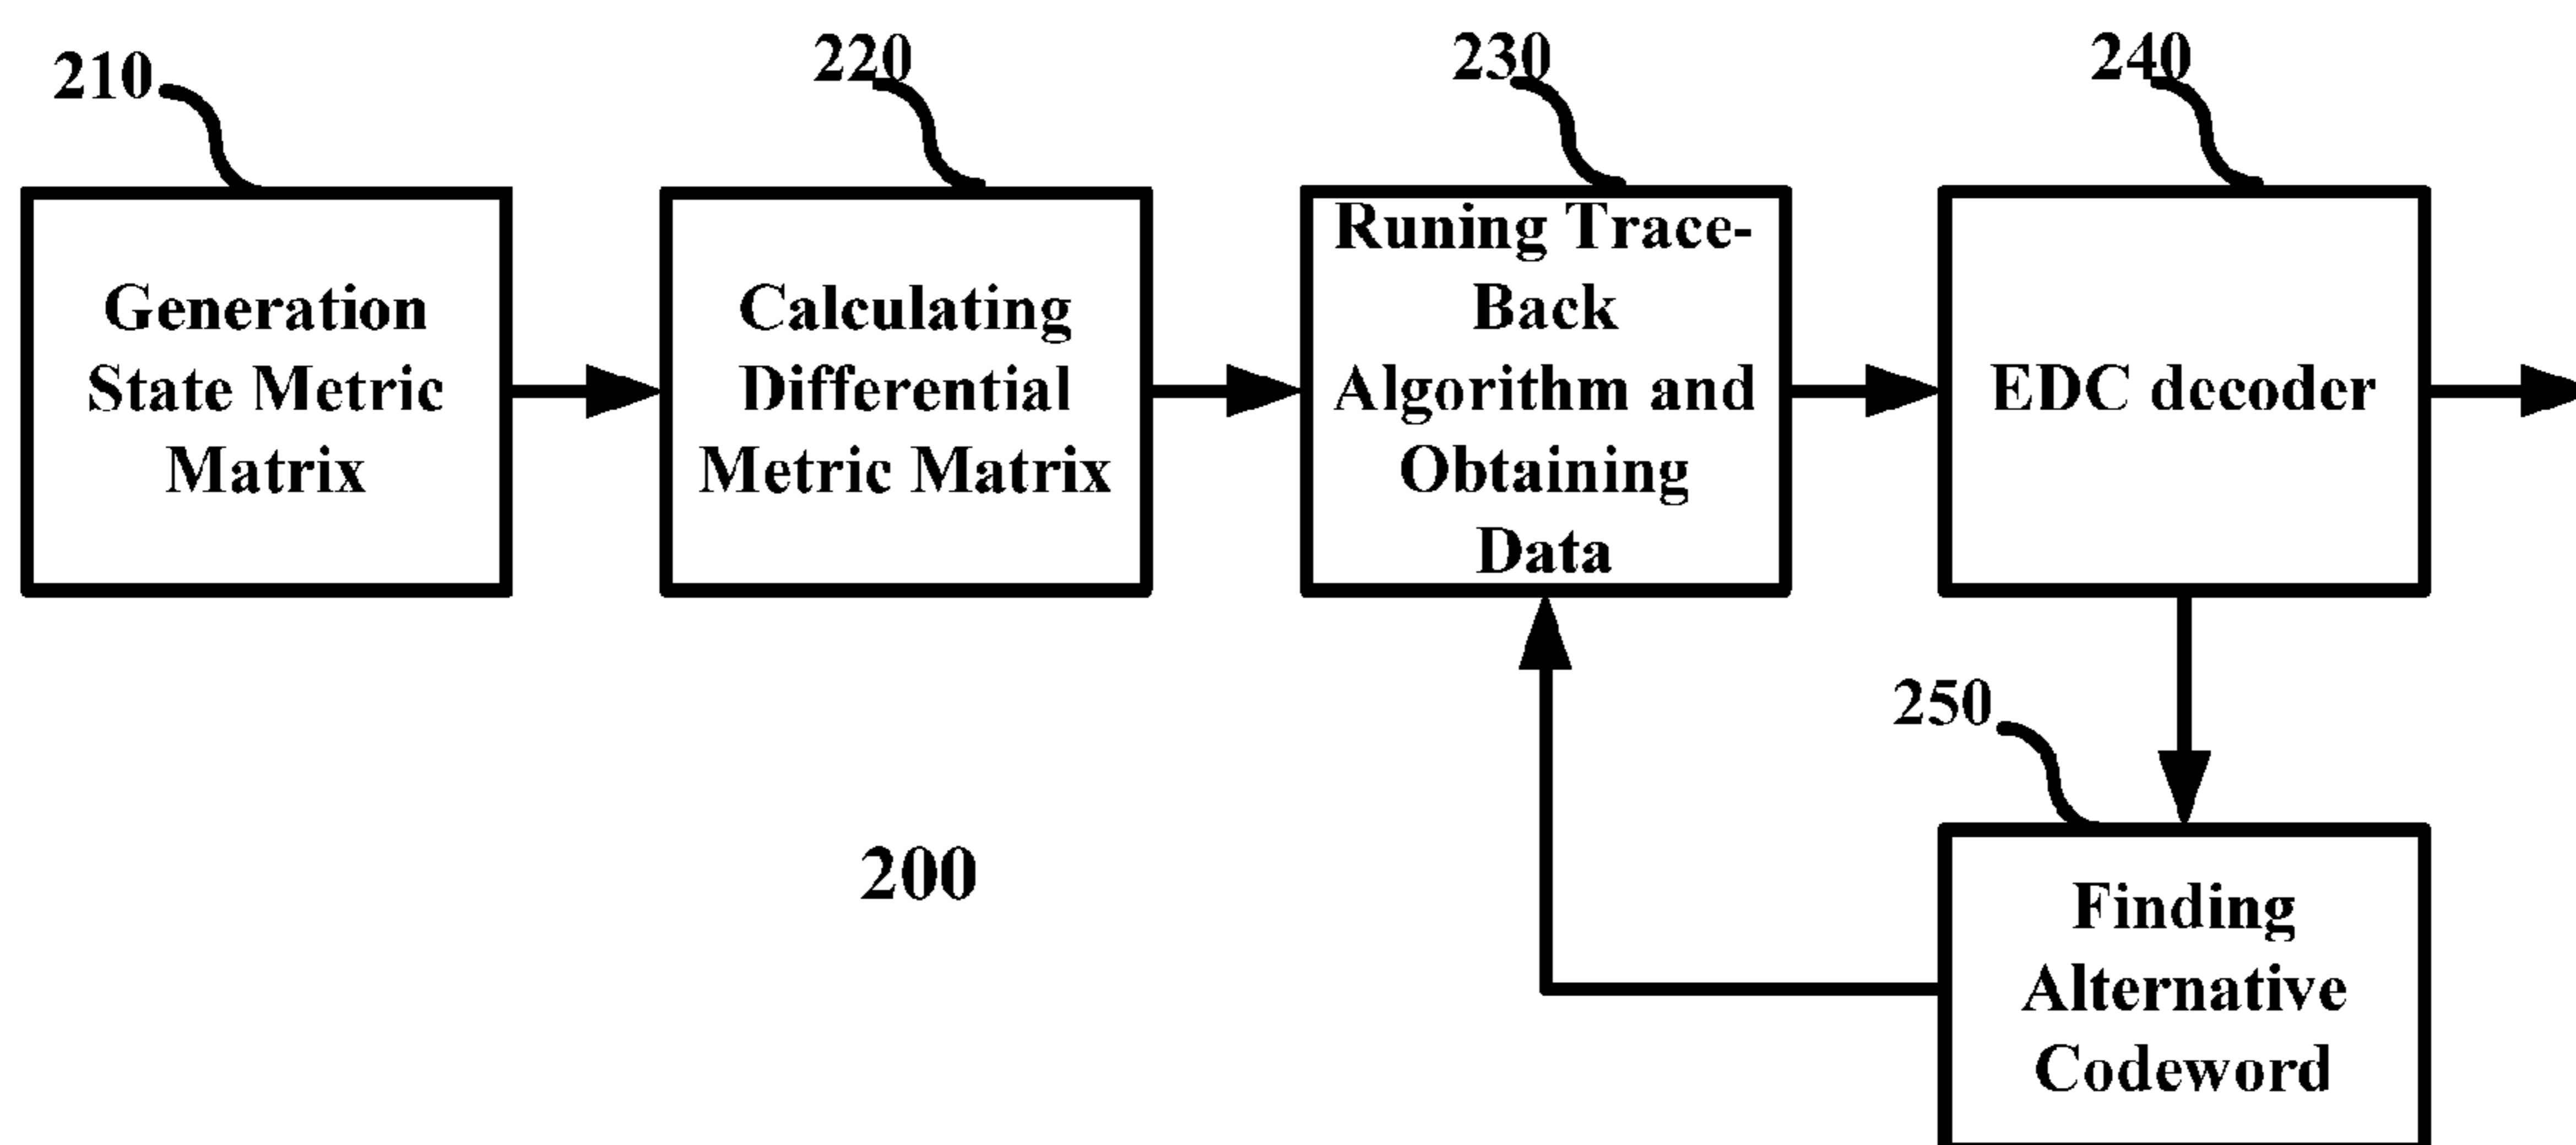 210
220
230
240
Generation
State Metric
Matrix
Calculating
Differential
Metric Matrix
Runing Trace-
Back
Algorithm and
Obtaining
Data
EDC decoder
250
200
Finding
Alternative
Codeword